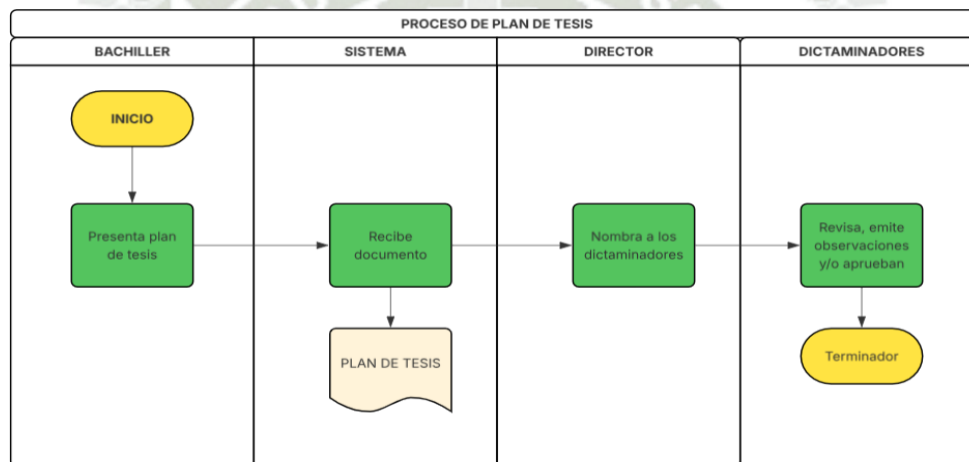 PROCESO DE PLAN DE TESIS
BACHILLER
SISTEMA
DIRECTOR
DICTAMINADORES
INICIO
Presenta plan
de tesis
Recibe
documento
Nombra a los
dictaminadores
Revisa, emite
observaciones
y/o aprueban
PLAN DE TESIS
Terminador